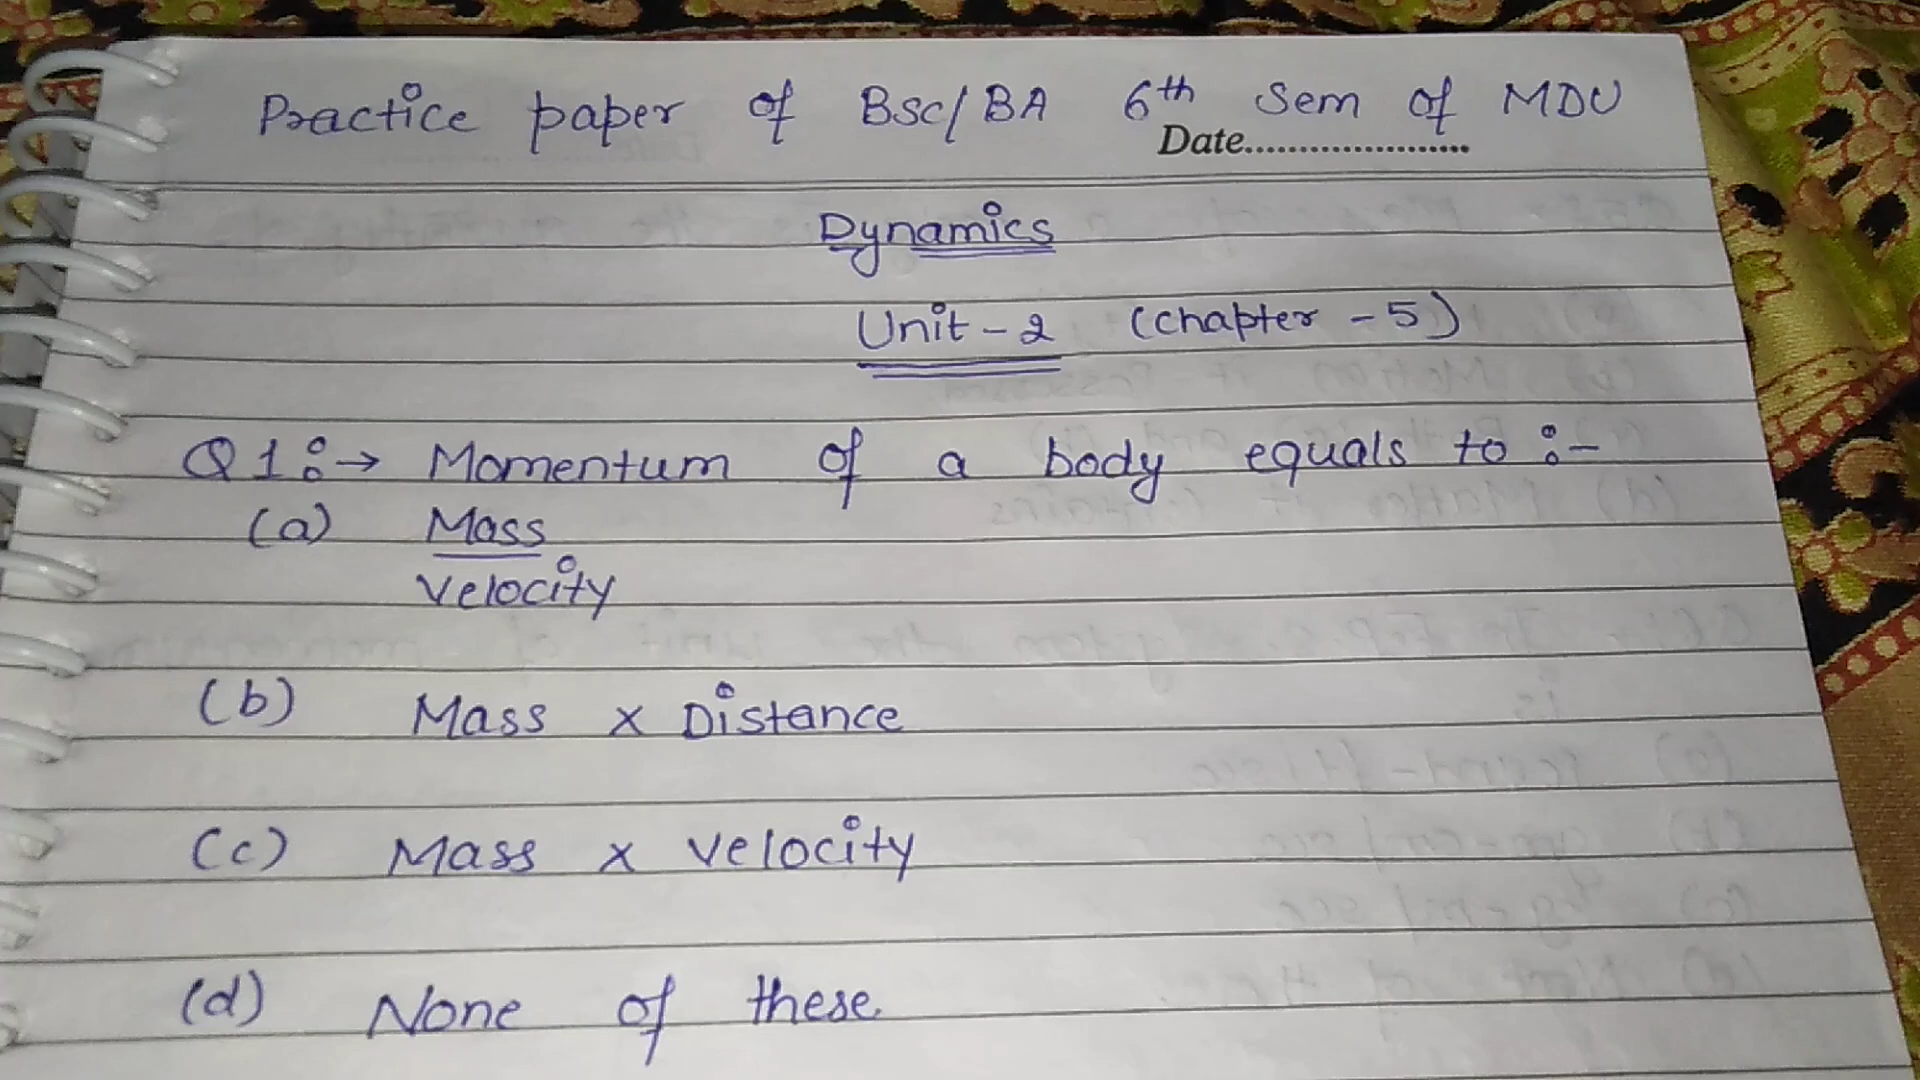 Practice paper of BSc/BA 6th Sem of MDU
Date.....................
Dynamics
Unit-2 (Chapter-5)
Q1:→ Momentum of a body equals to :-
(a) Mass
Velocity
(b) Mass x Distance
(c) Mass x velocity
(d) None of these.